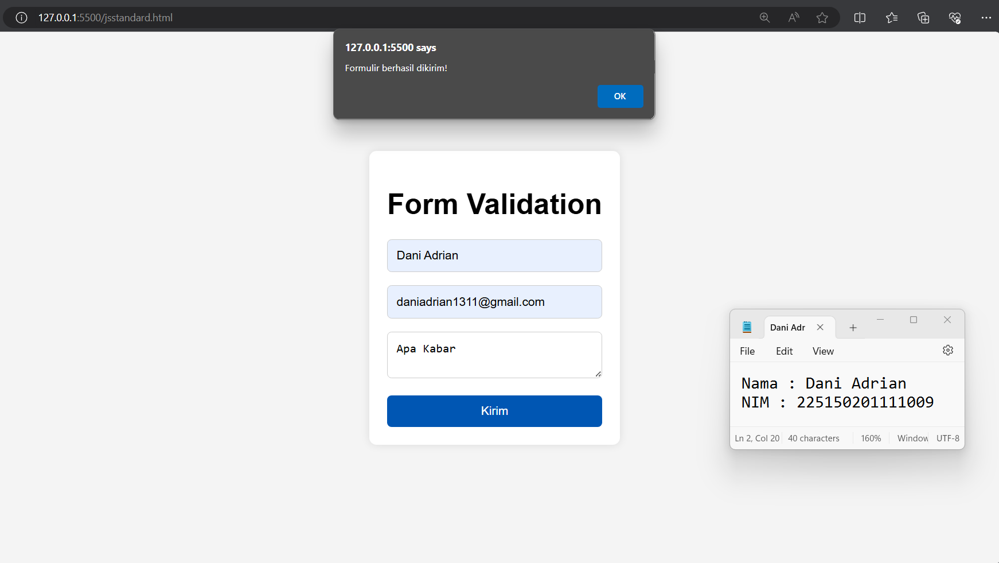 127.0.0.1:5500/jsstandard.html
127.0.0.1:5500 says
Formulir berhasil dikirim!
OK
Form Validation
Dani Adrian
daniadrian1311@gmail.com
Apa Kabar
Kirim
Dani Adr
File Edit View
Nama : Dani Adrian
NIM : 225150201111009
Ln 2, Col 20 40 characters 160% Window UTF-8